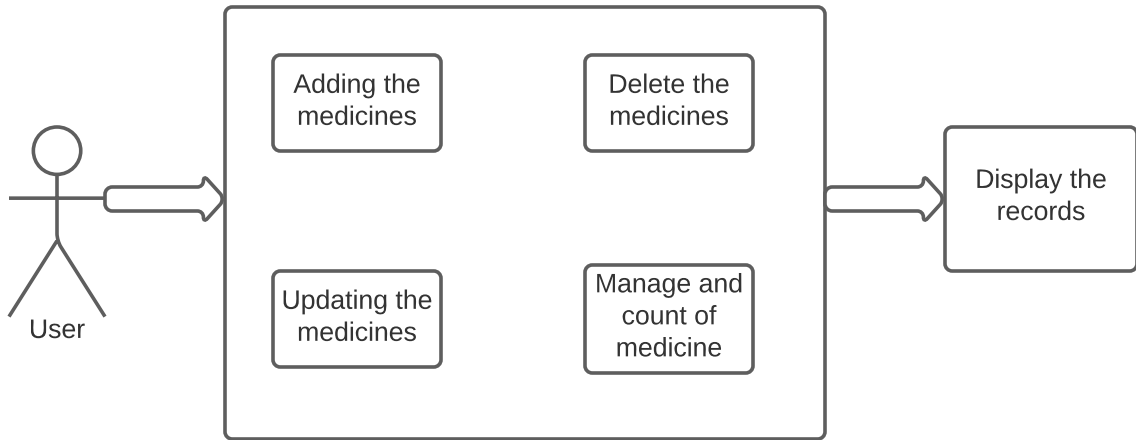 Adding the
medicines
Delete the
medicines
Display the
records
Updating the
medicines
Manage and
count of
medicine
User